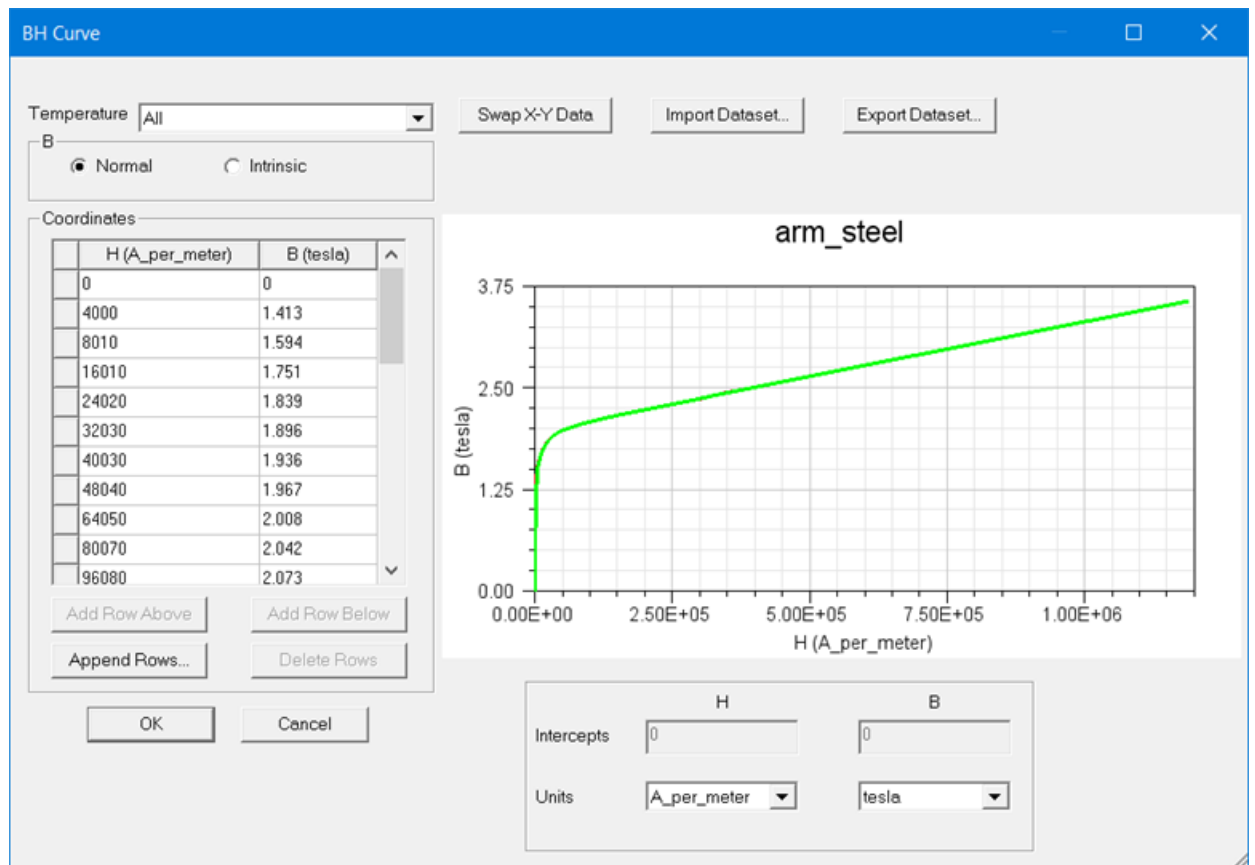 BH Curve
Temperature All
Swap X-Y Data Import Dataset... Export Dataset...
B
Normal Intrinsic
Coordinates
H (A_per_meter) B (tesla)
0 0
4000 1.413
8010 1.594
16010 1.751
24020 1.839
32030 1.896
40030 1.936
48040 1.967
64050 2.008
80070 2.042
96080 2.073
Add Row Above Add Row Below
Append Rows... Delete Rows
OK Cancel
arm_steel
3.75
2.50
1.25
0.00
B (tesla)
0.00E+00 2.50E+05 5.00E+05 7.50E+05 1.00E+06
H (A_per_meter)
H B
Intercepts 0 0
Units A_per_meter tesla